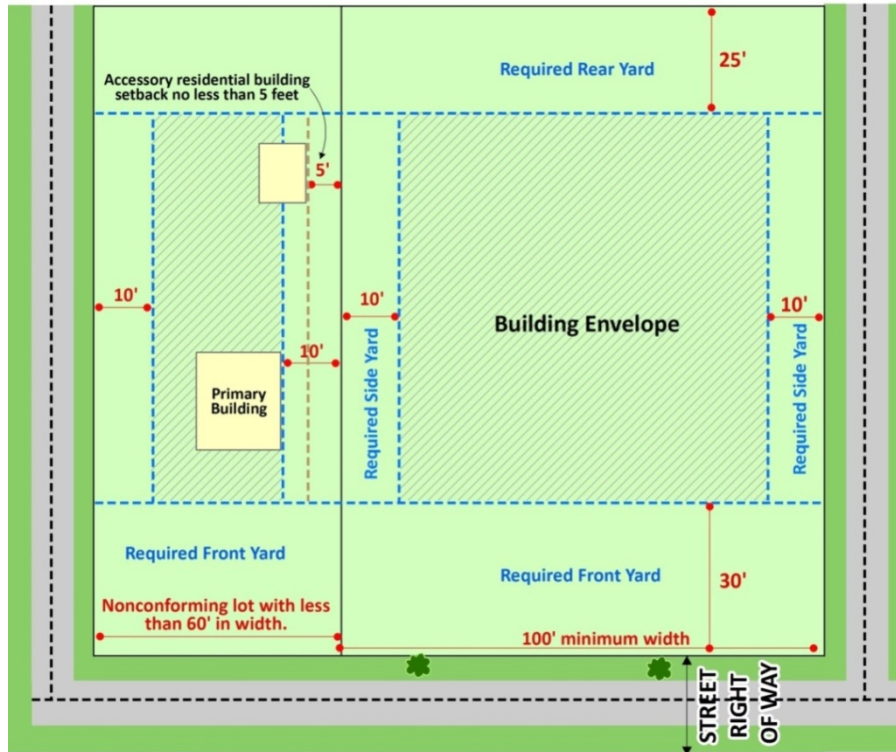 Required Rear Yard
25'
Accessory residential building
setback no less than 5 feet
5'
10'
10'
10'
Building Envelope
10'
Primary
Building
Required Side Yard
Required Side Yard
Required Front Yard
Required Front Yard
30'
Nonconforming lot with less
than 60' in width.
100' minimum width
STREET
RIGHT
OF WAY